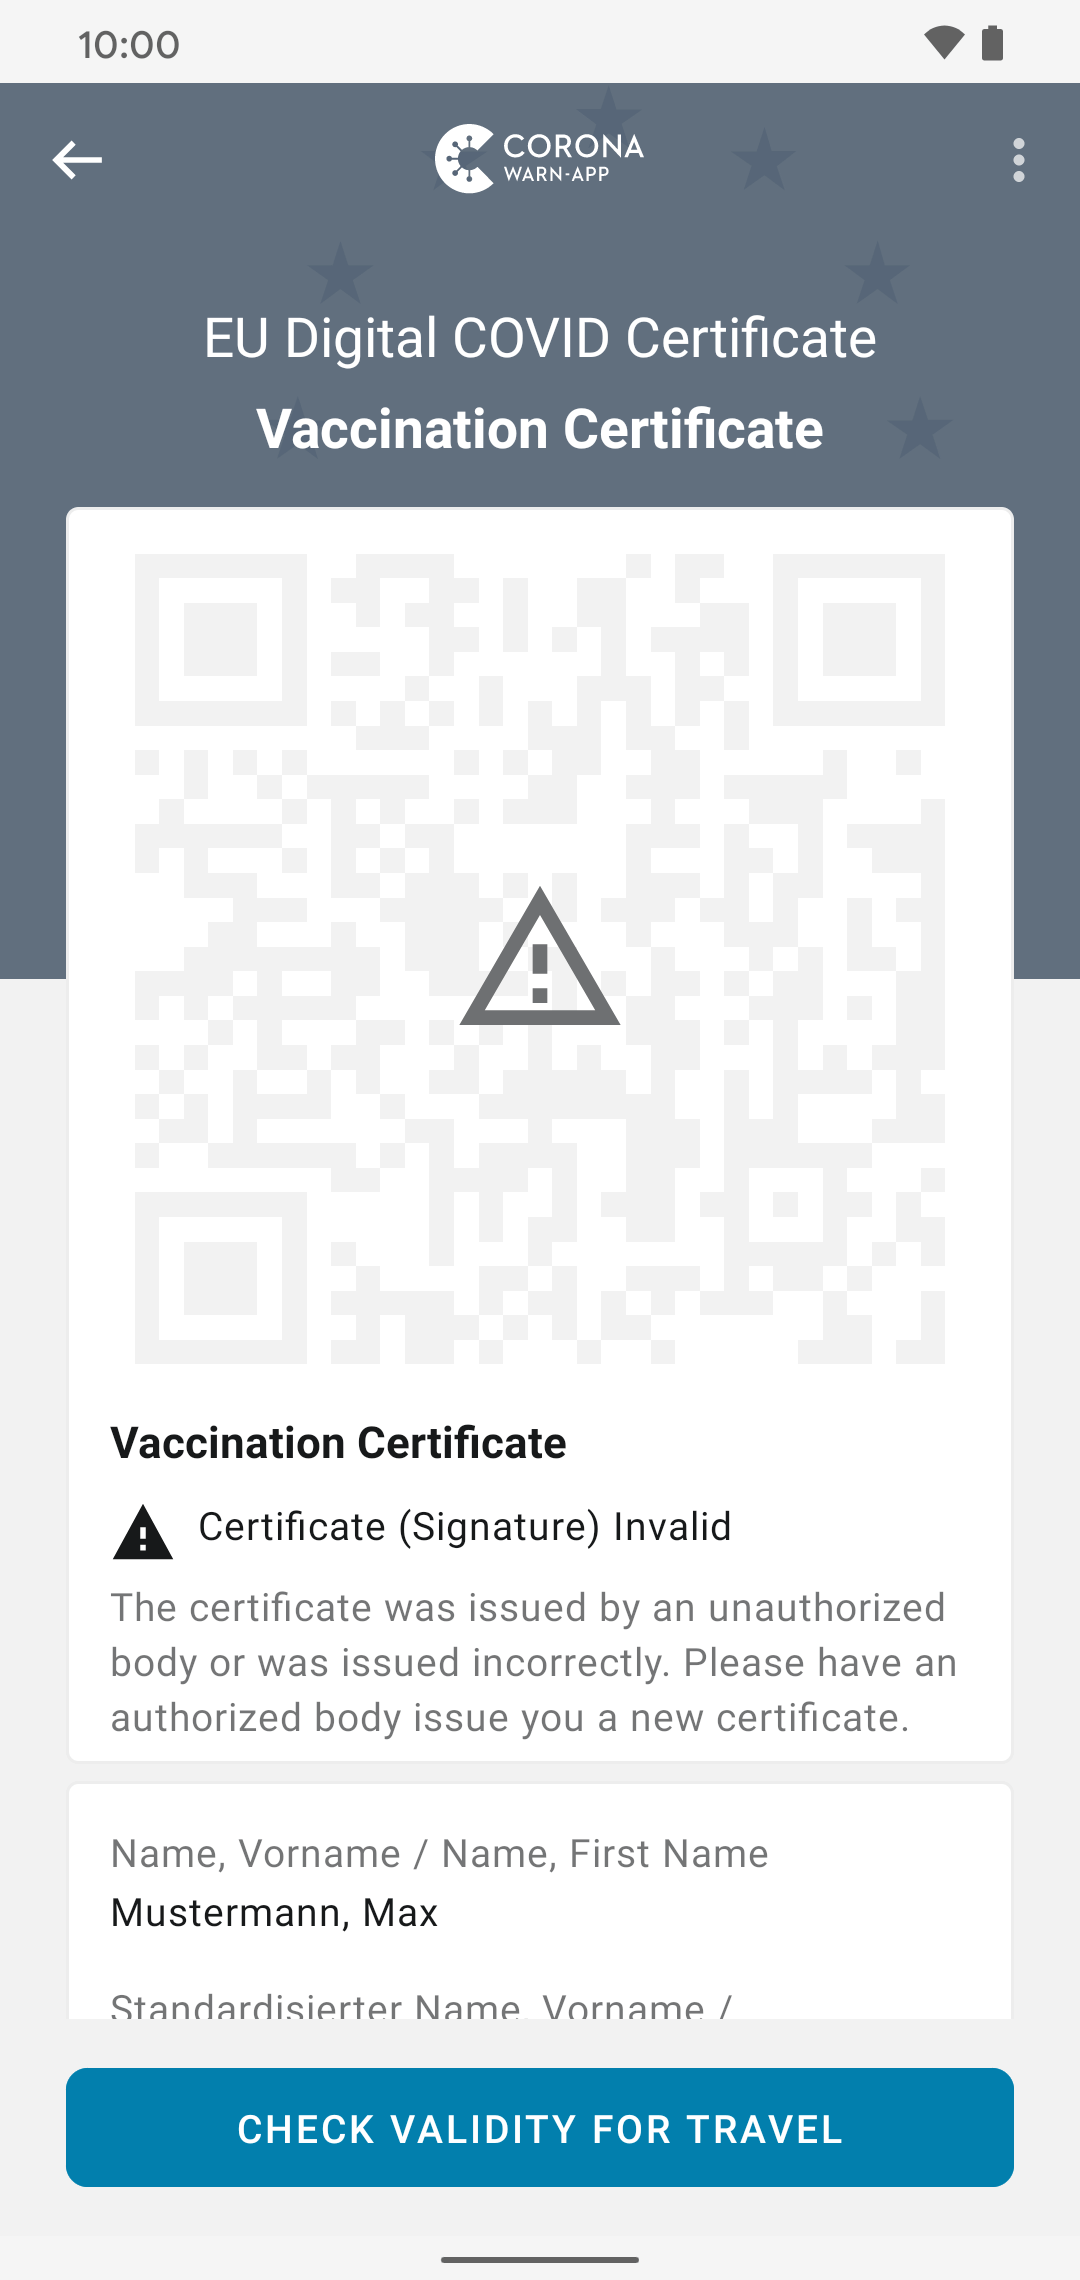 10:00
CORONA
WARN-APP
EU Digital COVID Certificate
Vaccination Certificate
Vaccination Certificate
Certificate (Signature) Invalid
The certificate was issued by an unauthorized
body or was issued incorrectly. Please have an
authorized body issue you a new certificate.
Name, Vorname / Name, First Name
Mustermann, Max
Standardisierter Name, Vorname /
CHECK VALIDITY FOR TRAVEL